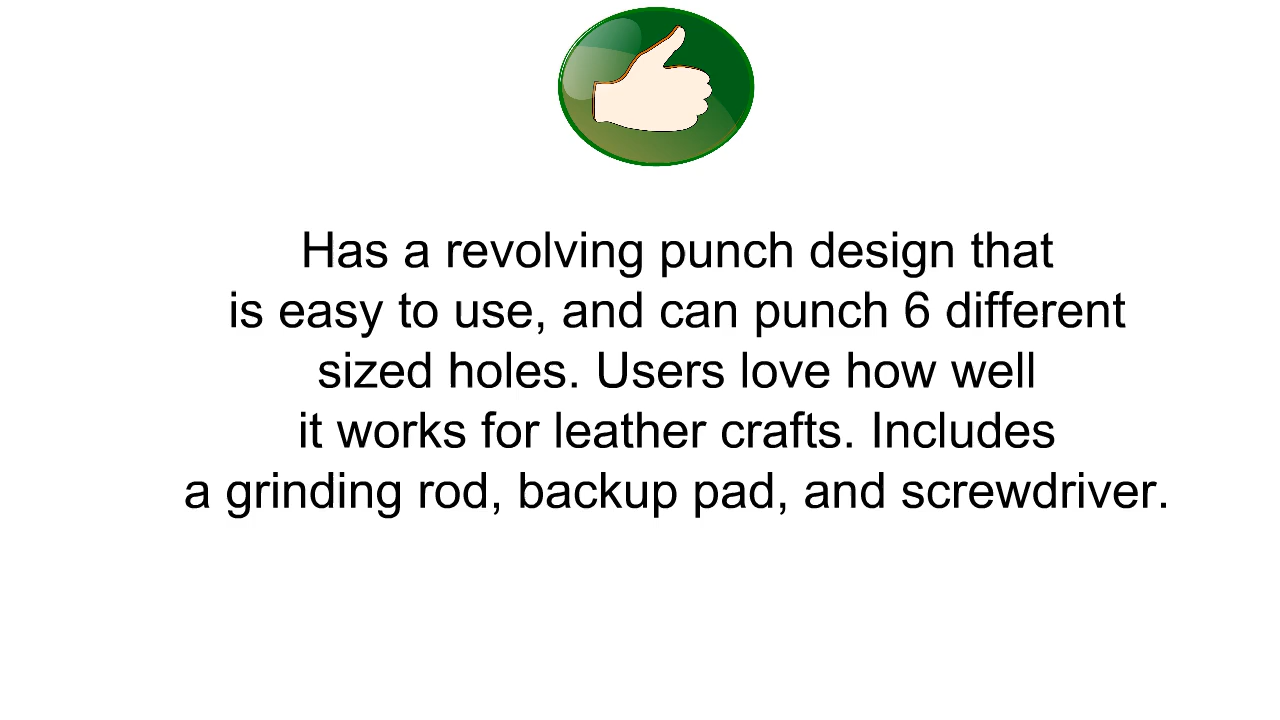 Has a revolving punch design that
is easy to use, and can punch 6 different
sized holes. Users love how well
it works for leather crafts. Includes
a grinding rod, backup pad, and screwdriver.